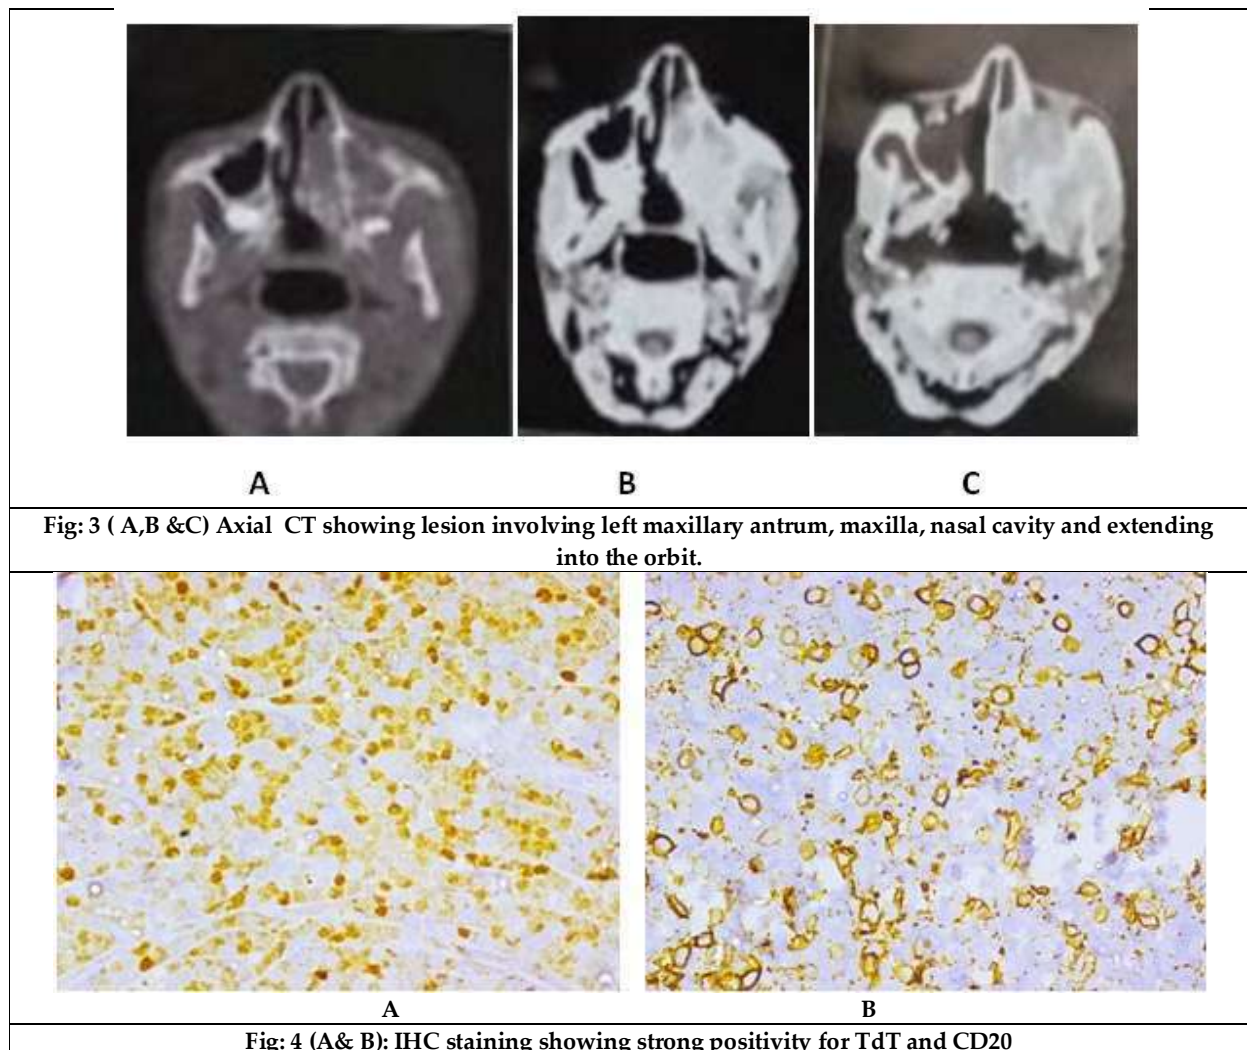 A
B
C
Fig: 3 ( A,B &C) Axial CT showing lesion involving left maxillary antrum, maxilla, nasal cavity and extending
into the orbit.
A
B
Fig: 4 (A& B): IHC staining showing strong positivity for TdT and CD20